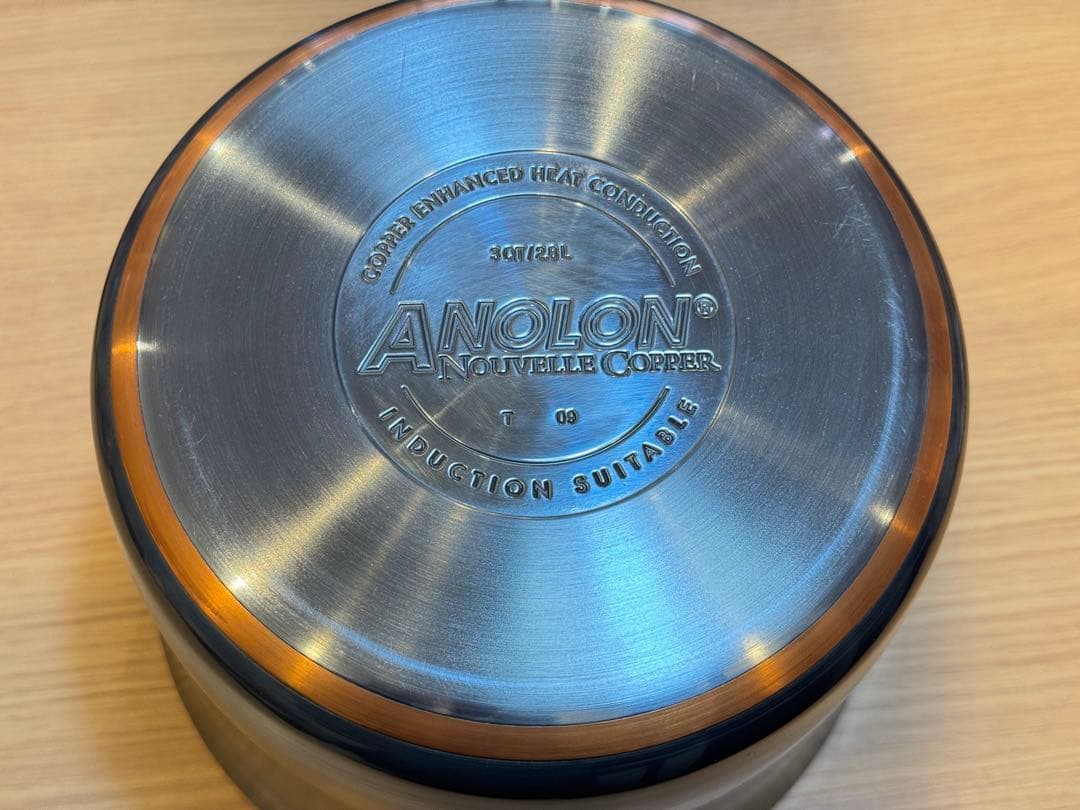 COPPER ENHANCED HEAT CONDUCTION
3QT/2.8L
ANOLON®
NOUVELLE COPPER
T 09
INDUCTION SUITABLE